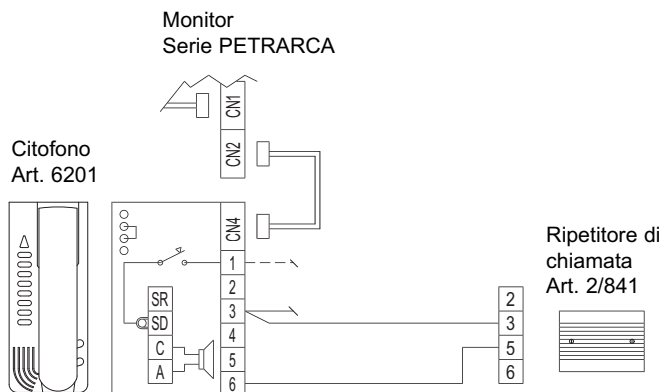 Monitor
Serie PETRARCA
CN1
CN2
Citofono
Art. 6201
CN4
1
2
3
4
5
6
SR
SD
C
A
Ripetitore di
chiamata
Art. 2/841
2
3
5
6